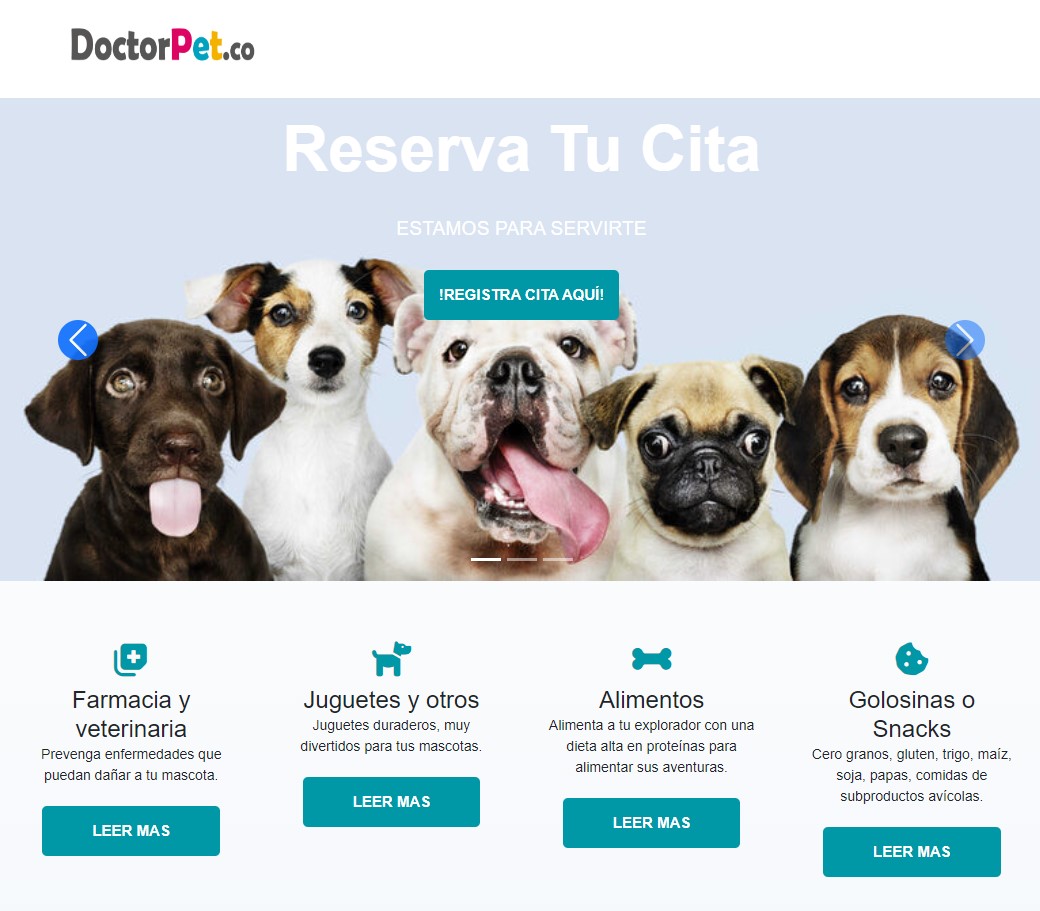 DoctorPet.co
Reserva Tu Cita
ESTAMOS PARA SERVIRTE
!REGISTRA CITA AQUÍ!
Farmacia y
veterinaria
Prevenga enfermedades que
puedan dañar a tu mascota.
LEER MAS
Juguetes y otros
Juguetes duraderos, muy
divertidos para tus mascotas.
LEER MAS
Alimentos
Alimenta a tu explorador con una
dieta alta en proteínas para
alimentar sus aventuras.
LEER MAS
Golosinas o
Snacks
Cero granos, gluten, trigo, maíz,
soja, papas, comidas de
subproductos avícolas.
LEER MAS